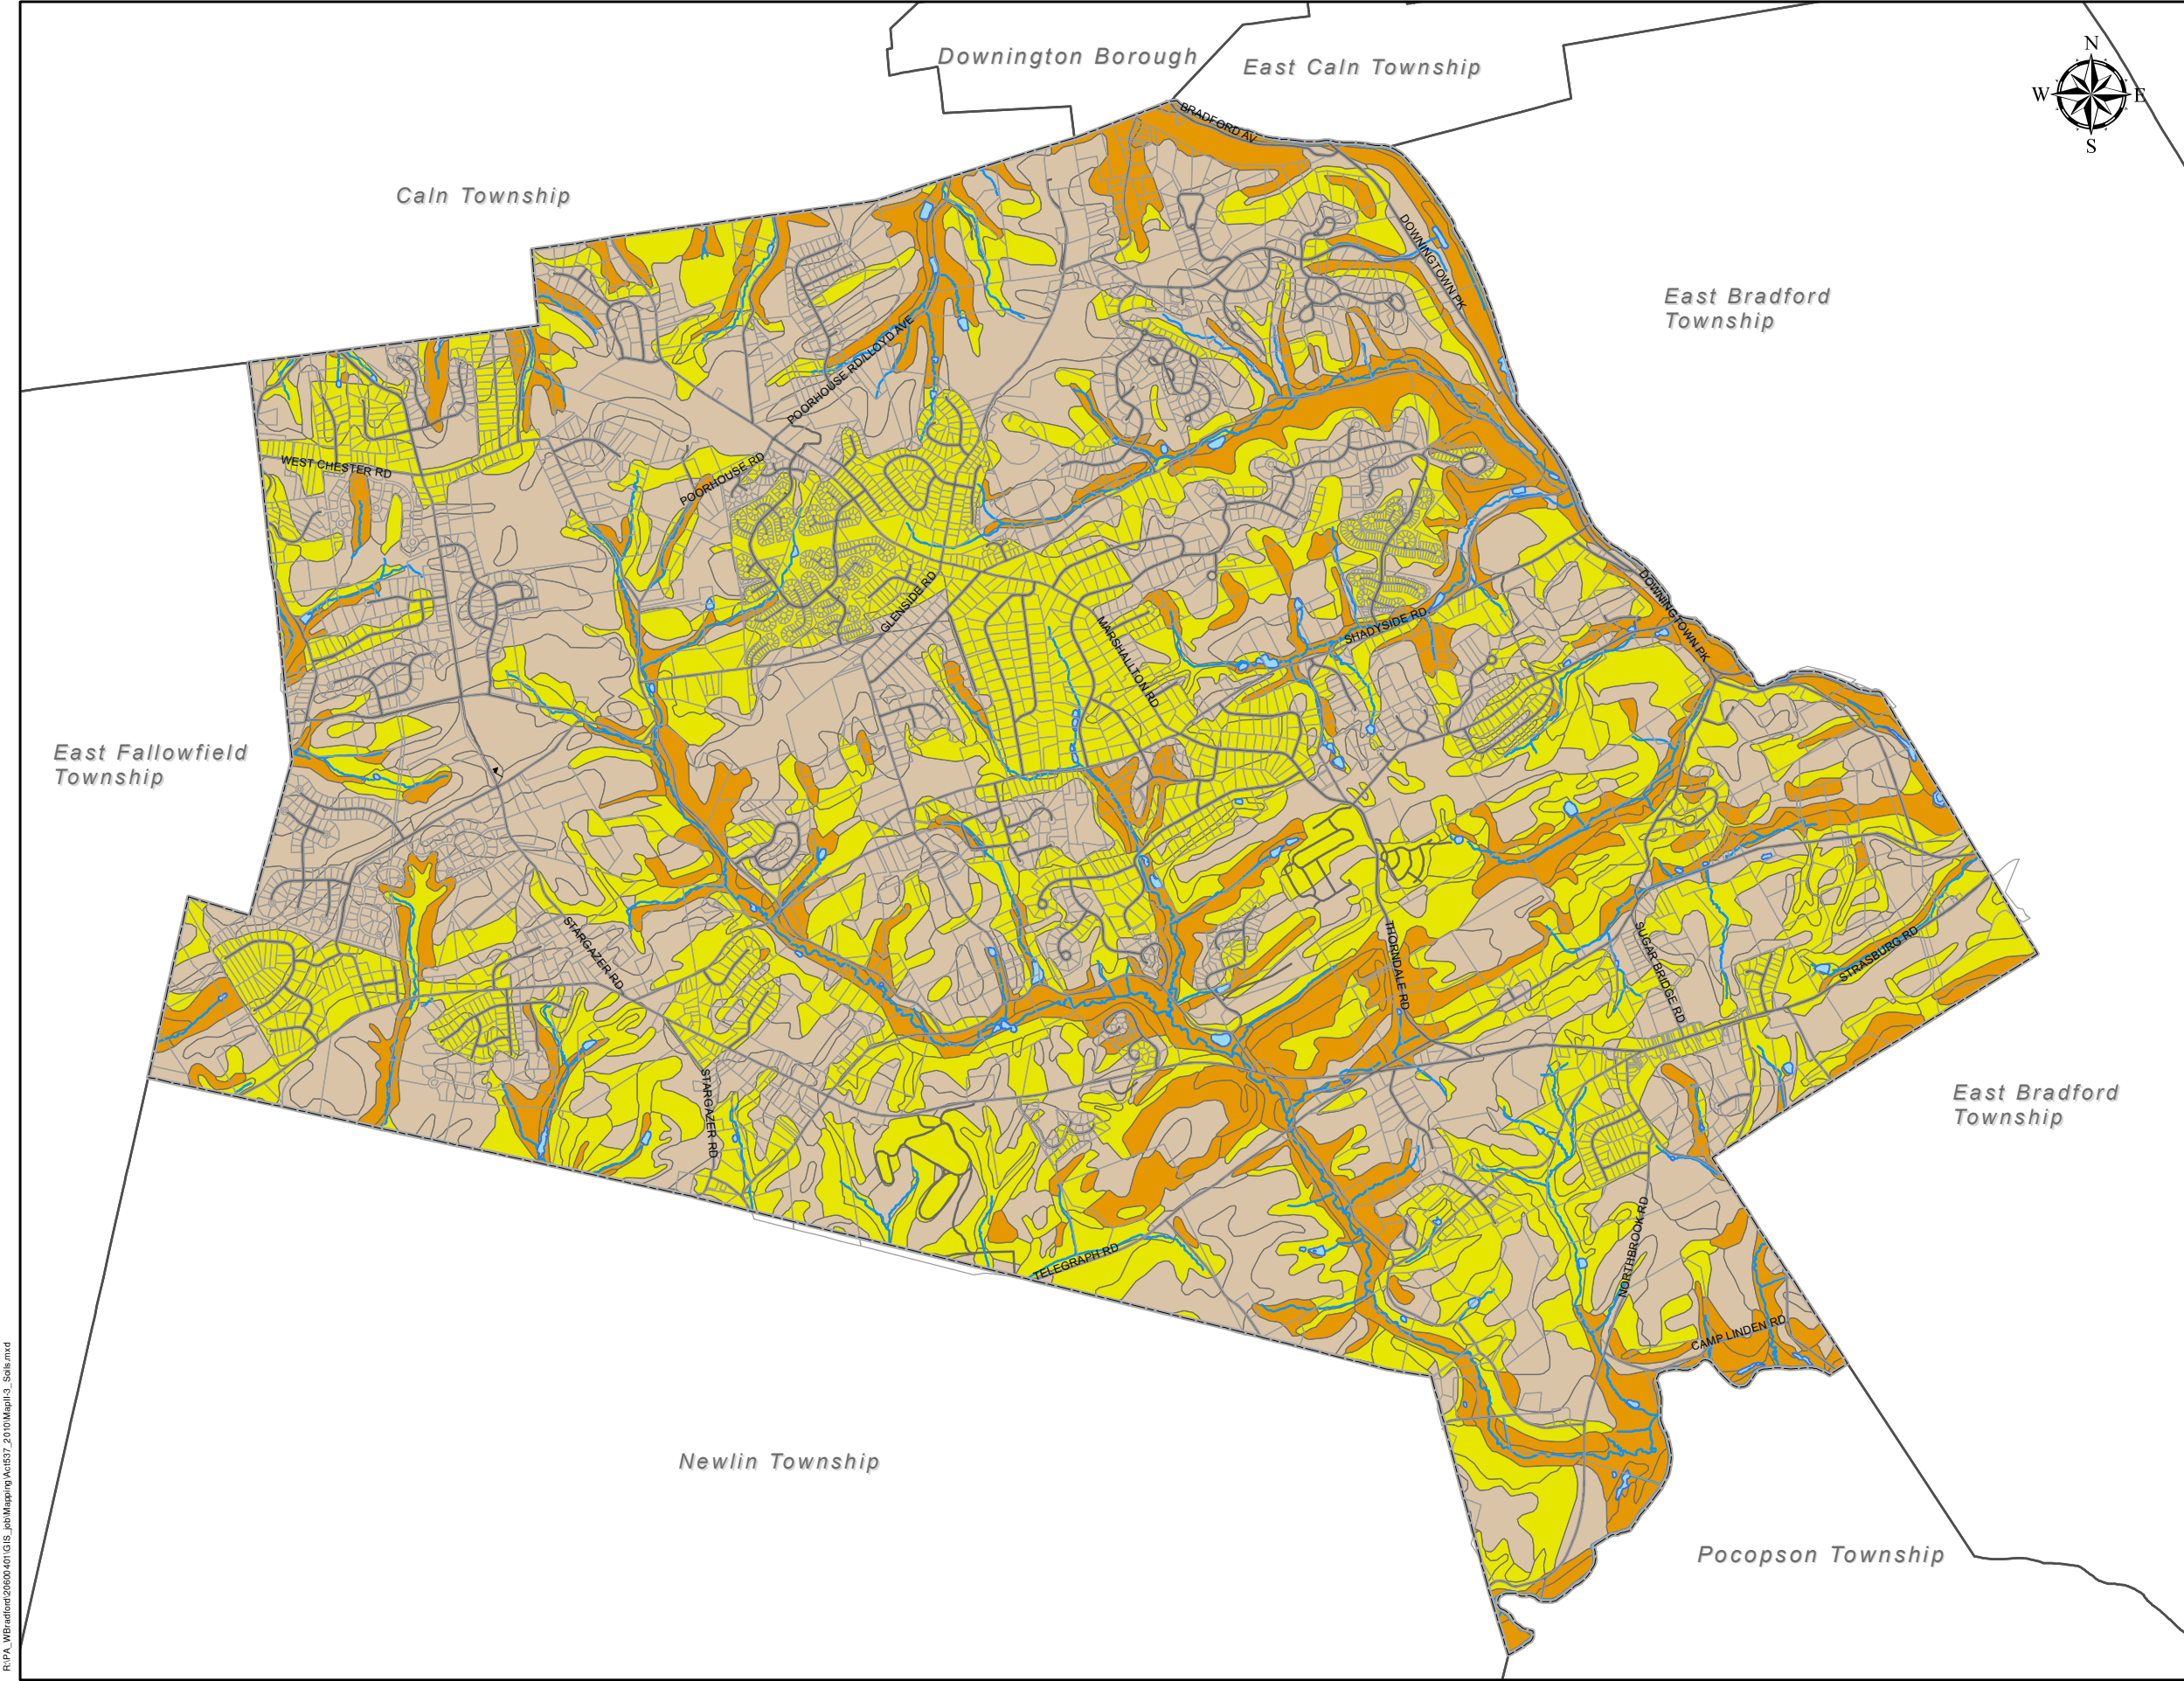 Downington Borough
East Caln Township
N
W
E
S
BRADFORD AV
Caln Township
DOWNINGTOWN PK
East Bradford
Township
POORHOUSE RD
LLOYD AVE
WEST CHESTER RD
POORHOUSE RD
GLENSIDE RD
MARSHALLTON RD
SHADYSIDE RD
DOWNINGTOWN PK
East Fallowfield
Township
STARGAZER RD
THORNDALE RD
SUGAR BRIDGE RD
STRASBURG RD
STARGAZER RD
East Bradford
Township
TELEGRAPH RD
NORTHBROOK RD
CAMP LINDEN RD
Newlin Township
Pocopson Township
R:\PA_WBradford\20600401\GIS_job\Mapping\Act537_2010\MapII-3_Soils.mxd